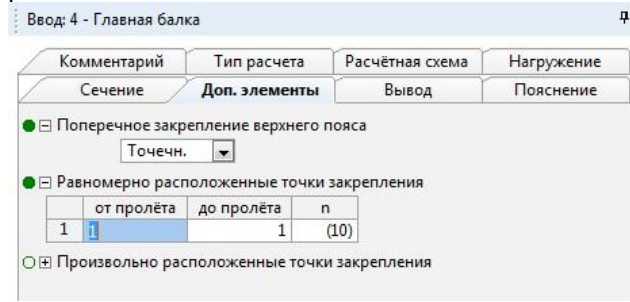 Ввод: 4 - Главная балка
Комментарий Тип расчета Расчётная схема Нагружение
Сечение Доп. элементы Вывод Пояснение
Поперечное закрепление верхнего пояса
Точечн.
Равномерно расположенные точки закрепления
от пролёта до пролёта n
1 1 1 (10)
Произвольно расположенные точки закрепления